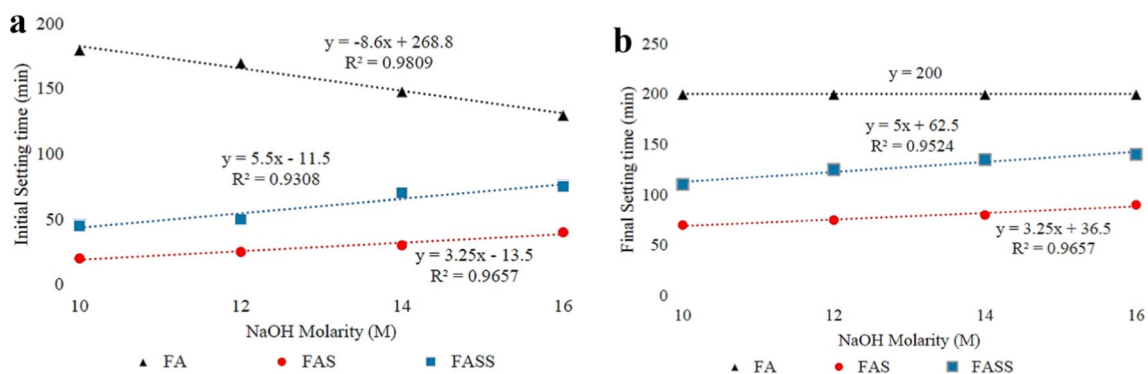 a
200
150
100
50
0
Initial Setting time (min)
y = -8.6x + 268.8
R² = 0.9809
y = 5.5x - 11.5
R² = 0.9308
y = 3.25x - 13.5
R² = 0.9657
10 12 14 16
NaOH Molarity (M)
FA FAS FASS
b
250
200
150
100
50
0
Final Setting time (min)
y = 200
y = 5x + 62.5
R² = 0.9524
y = 3.25x + 36.5
R² = 0.9657
10 12 14 16
NaOH Molarity (M)
FA FAS FASS